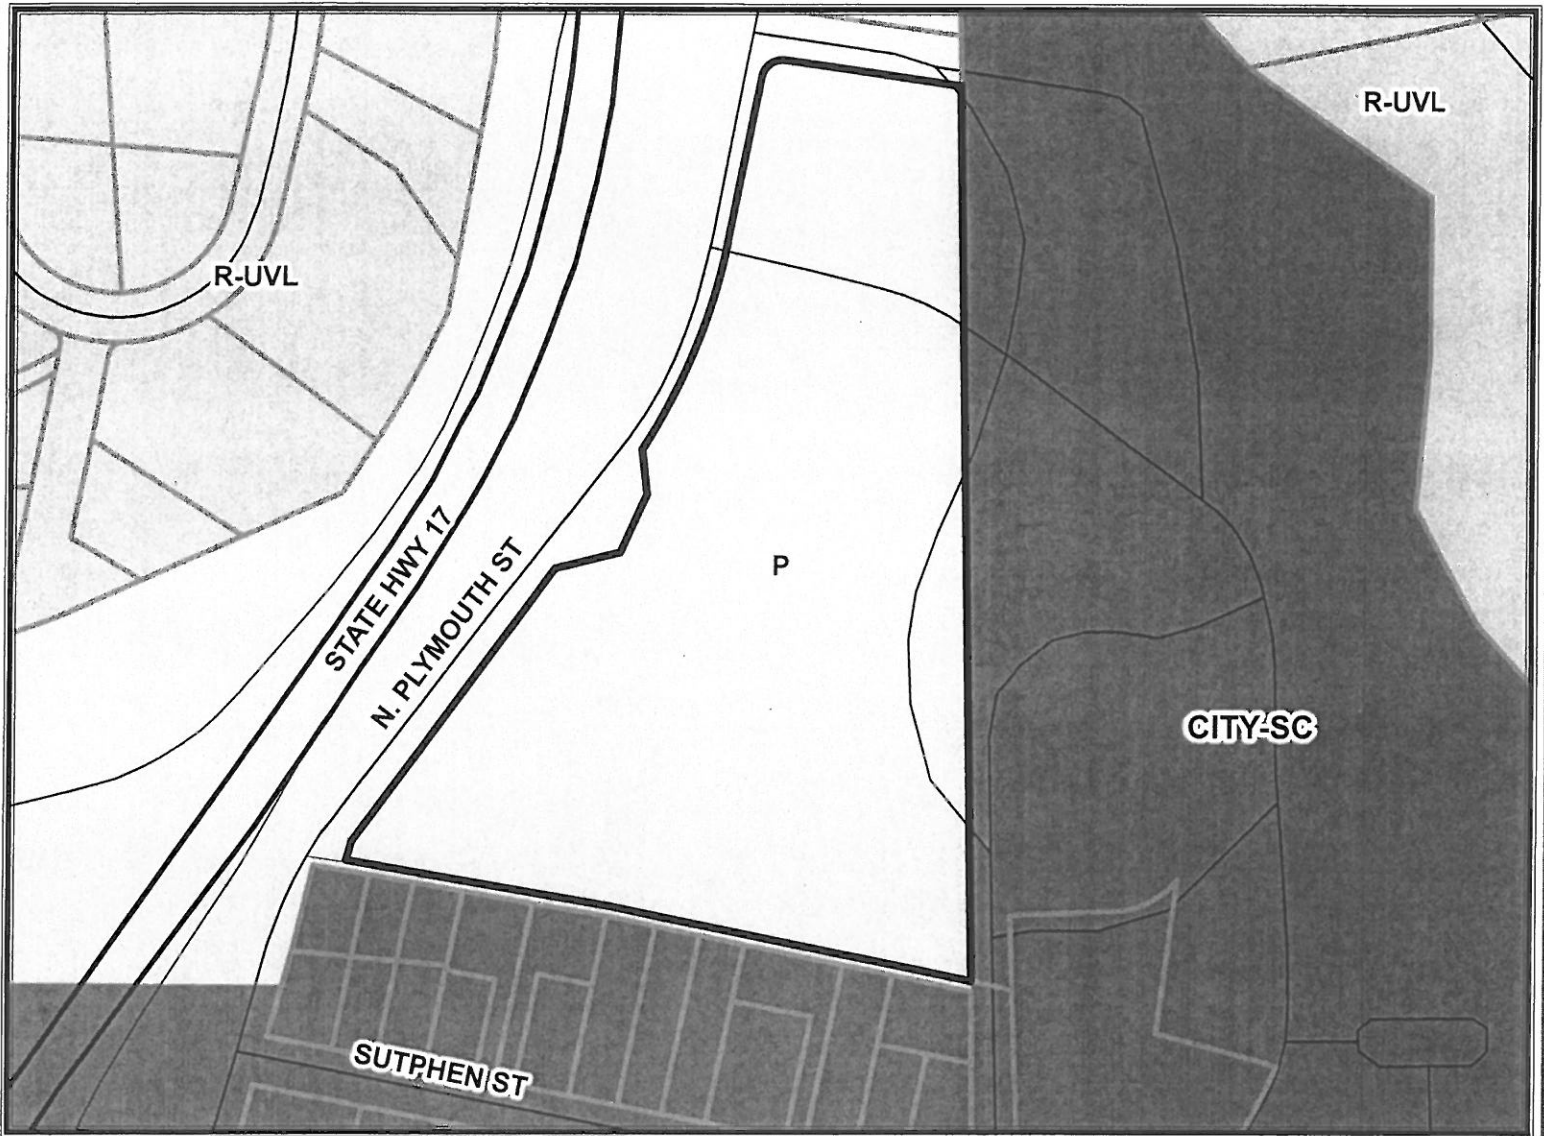 R-UVL
R-UVL
STATE HWY 17
N. PLYMOUTH ST
P
CITY-SC
SUTPHEN ST